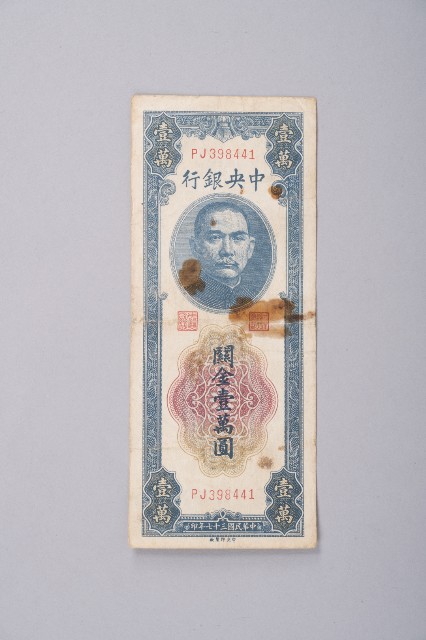 壹萬 壹萬
PJ398441
中央銀行
關金壹萬圓
PJ398441
壹萬 壹萬
中華民國三十七年印